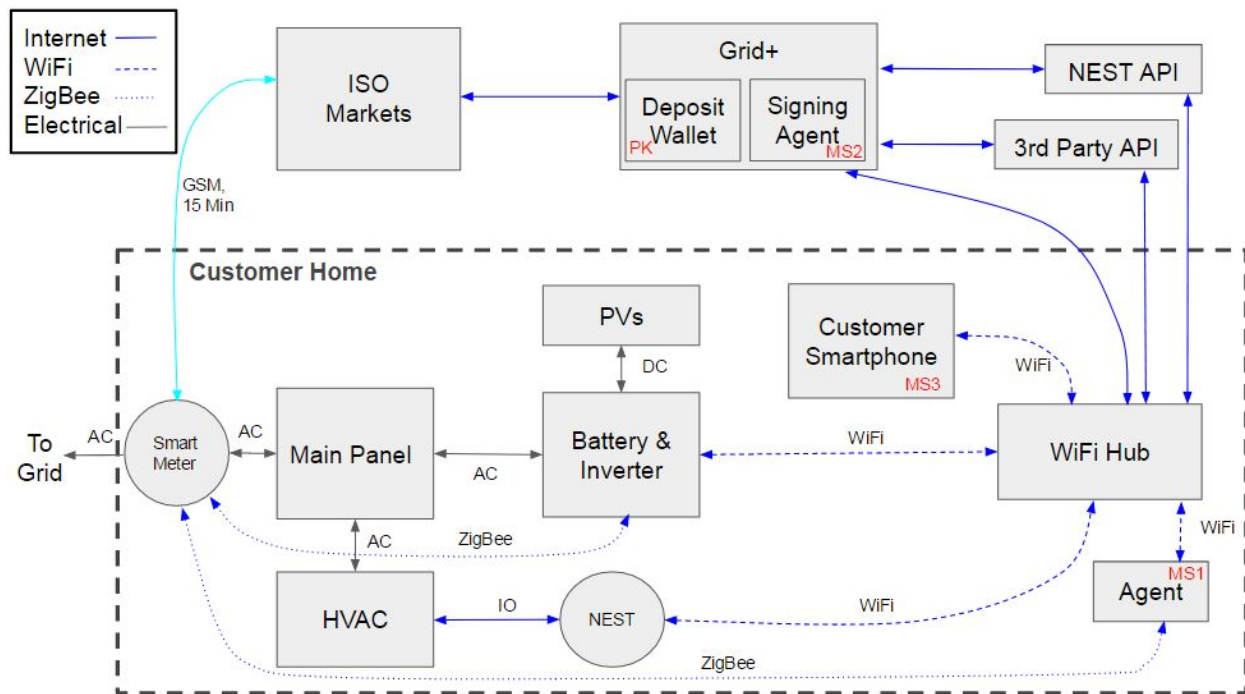 Internet
WiFi
ZigBee
Electrical
ISO
Markets
Grid+
Deposit
Wallet
PK
Signing
Agent
MS2
NEST API
3rd Party API
GSM,
15 Min
Customer Home
PVs
DC
Customer
Smartphone
MS3
WiFi
To
Grid
AC
Smart
Meter
AC
Main Panel
AC
Battery &
Inverter
WiFi
WiFi Hub
ZigBee
AC
WiFi
HVAC
IO
NEST
WiFi
MS1
Agent
ZigBee